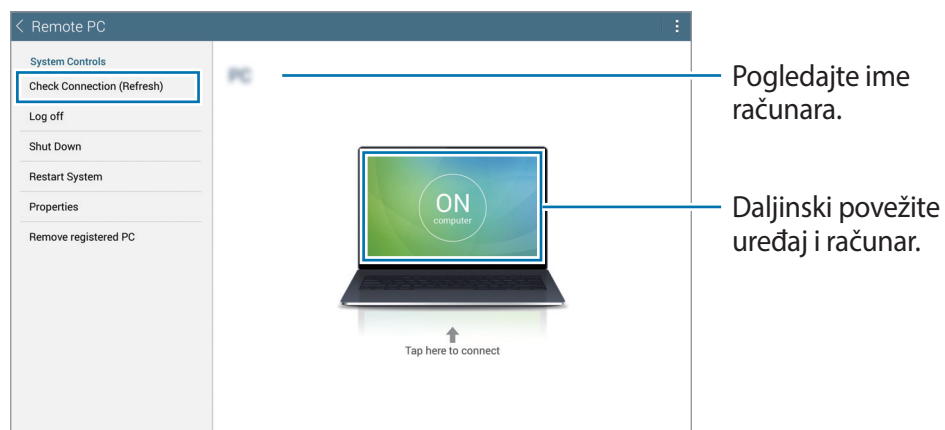 Remote PC
System Controls
Check Connection (Refresh)
Log off
Shut Down
Restart System
Properties
Remove registered PC
PC
ON
computer
Tap here to connect
Pogledajte ime
računara.
Daljinski povežite
uređaj i računar.